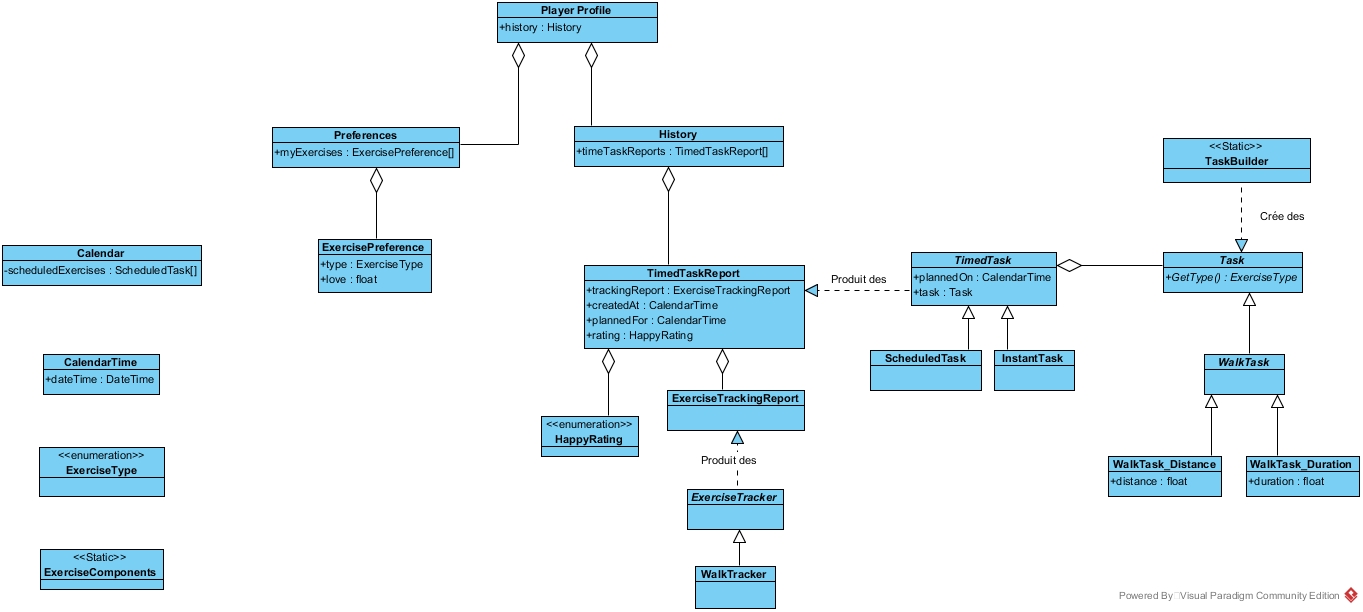 Player Profile
+history : History
Preferences
+myExercises : ExercisePreference[]
History
+timeTaskReports : TimedTaskReport[]
<<Static>>
TaskBuilder
Crée des
Calendar
-scheduledExercises : ScheduledTask[]
ExercisePreference
+type : ExerciseType
+love : float
TimedTaskReport
+trackingReport : ExerciseTrackingReport
+createdAt : CalendarTime
+plannedFor : CalendarTime
+rating : HappyRating
Produit des
TimedTask
+plannedOn : CalendarTime
+task : Task
Task
+GetType() : ExerciseType
CalendarTime
+dateTime : DateTime
ScheduledTask
InstantTask
WalkTask
ExerciseTrackingReport
<<enumeration>>
HappyRating
Produit des
<<enumeration>>
ExerciseType
WalkTask_Distance
+distance : float
WalkTask_Duration
+duration : float
ExerciseTracker
<<Static>>
ExerciseComponents
WalkTracker
Powered By Visual Paradigm Community Edition